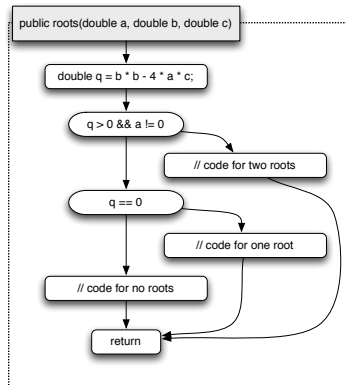 public roots(double a, double b, double c)
double q = b * b - 4 * a * c;
q > 0 && a != 0
// code for two roots
q == 0
// code for one root
// code for no roots
return